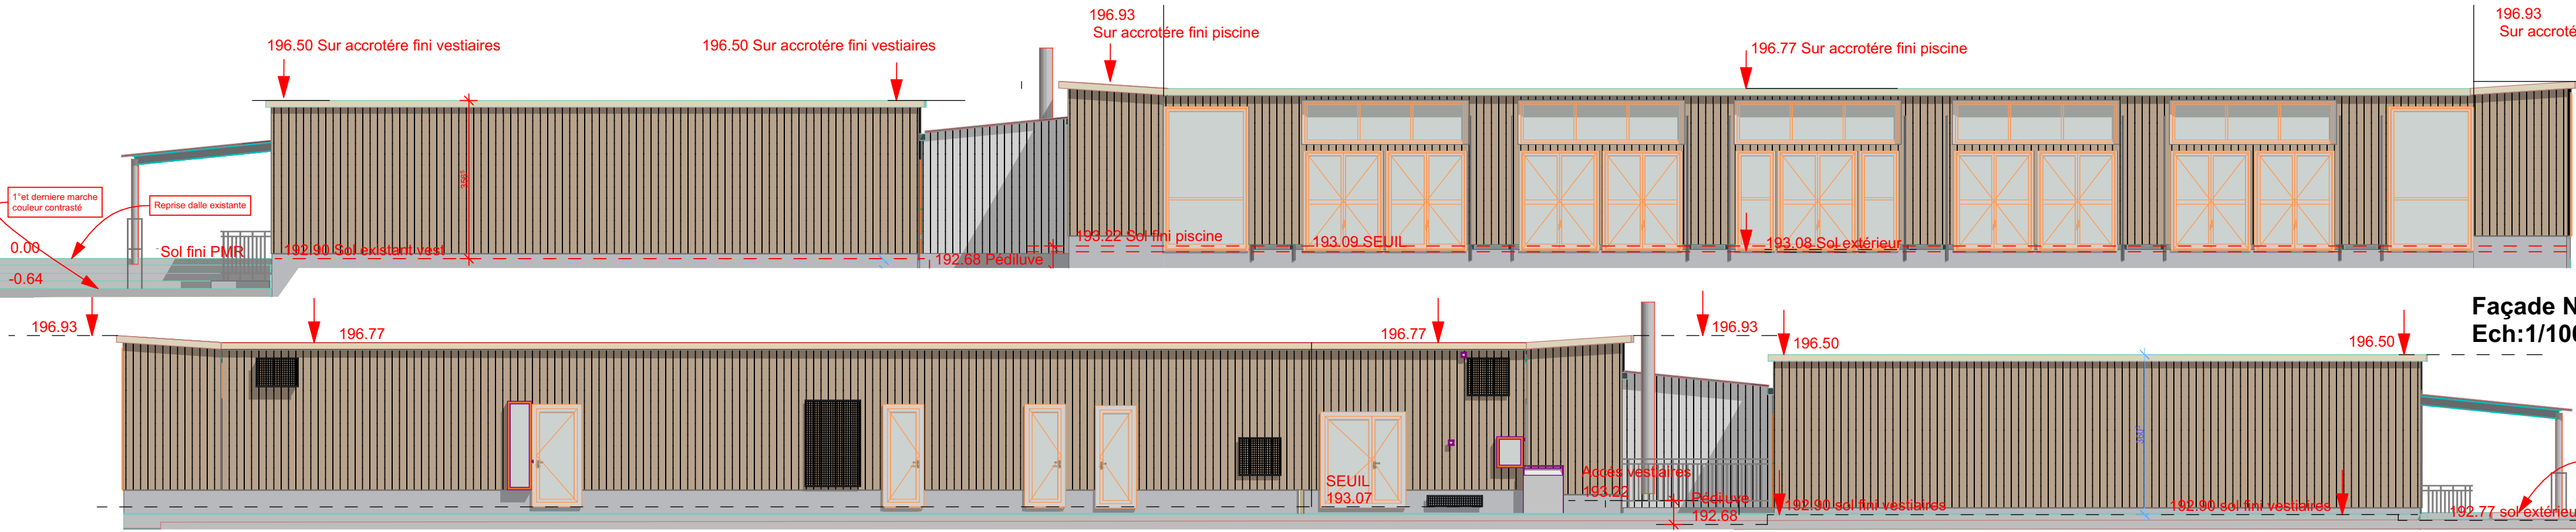 196.50 Sur accrotére fini vestiaires
196.50 Sur accrotére fini vestiaires
196.93
Sur accrotére fini piscine
196.77 Sur accrotére fini piscine
196.93
Sur accroté
1°et derniere marche
couleur contrasté
Reprise dalle existante
0.00
-0.64
Sol fini PMR
192.90 Sol existant vest
192.68 Pédiluve
193.22 Sol fini piscine
193.09 SEUIL
193.08 Sol extérieur
Façade N
Ech:1/100
196.93
196.77
196.77
196.93
196.50
196.50
SEUIL
193.07
Accés vestiaires
193.22
Pédiluve
192.68
192.90 sol fini vestiaires
192.90 sol fini vestiaires
192.77 sol extérieu